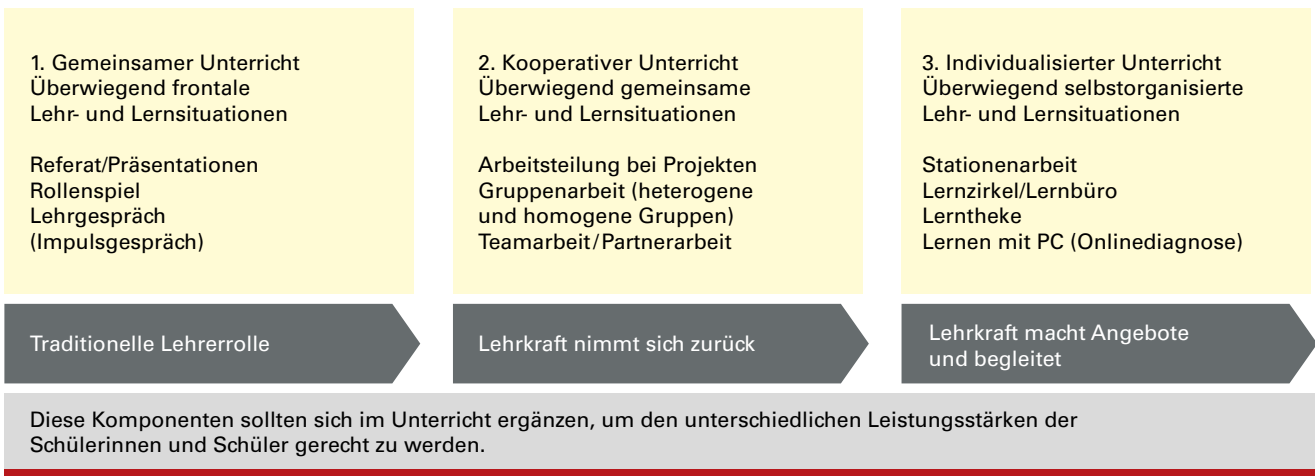 1. Gemeinsamer Unterricht
Überwiegend frontale
Lehr- und Lernsituationen
Referat/Präsentationen
Rollenspiel
Lehrgespräch
(Impulsgespräch)
Traditionelle Lehrerrolle
2. Kooperativer Unterricht
Überwiegend gemeinsame
Lehr- und Lernsituationen
Arbeitsteilung bei Projekten
Gruppenarbeit (heterogene
und homogene Gruppen)
Teamarbeit/Partnerarbeit
Lehrkraft nimmt sich zurück
3. Individualisierter Unterricht
Überwiegend selbstorganisierte
Lehr- und Lernsituationen
Stationenarbeit
Lernzirkel/Lernbüro
Lerntheke
Lernen mit PC (Onlinediagnose)
Lehrkraft macht Angebote
und begleitet
Diese Komponenten sollten sich im Unterricht ergänzen, um den unterschiedlichen Leistungsstärken der
Schülerinnen und Schüler gerecht zu werden.